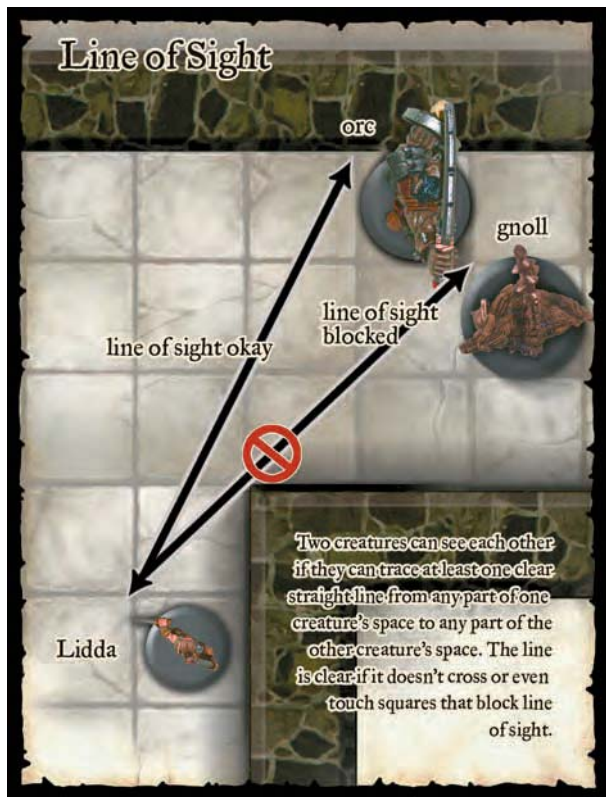 Line of Sight
orc
gnoll
line of sight
blocked
line of sight okay
Two creatures can see each other
if they can trace at least one clear
straight line from any part of one
creature's space to any part of the
other creature's space. The line
is clear if it doesn't cross or even
touch squares that block line
of sight.
Lidda